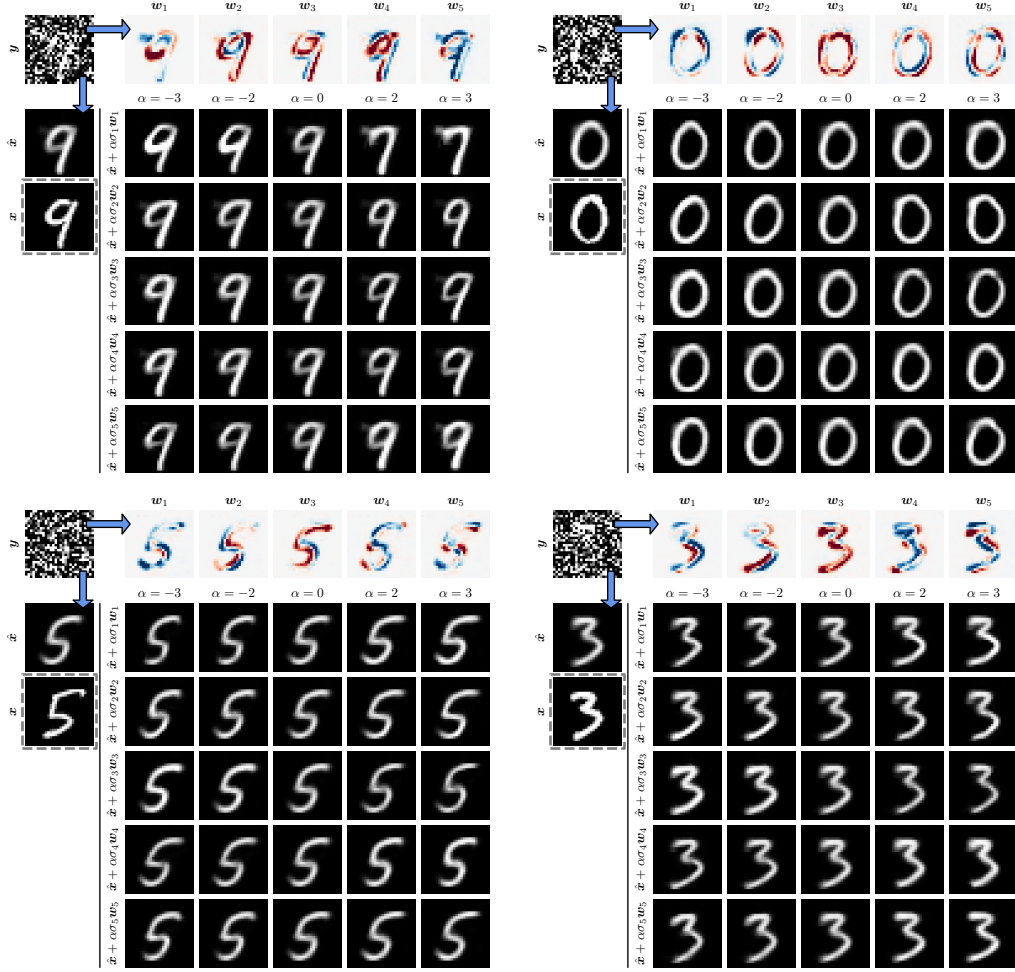 w₁ w₂ w₃ w₄ w₅
y
α = −3 α = −2 α = 0 α = 2 α = 3
x̂
x̂ + ασ₁w₁
x
x̂ + ασ₂w₂
x̂ + ασ₃w₃
x̂ + ασ₄w₄
x̂ + ασ₅w₅
w₁ w₂ w₃ w₄ w₅
y
α = −3 α = −2 α = 0 α = 2 α = 3
x̂
x̂ + ασ₁w₁
x
x̂ + ασ₂w₂
x̂ + ασ₃w₃
x̂ + ασ₄w₄
x̂ + ασ₅w₅
w₁ w₂ w₃ w₄ w₅
y
α = −3 α = −2 α = 0 α = 2 α = 3
x̂
x̂ + ασ₁w₁
x
x̂ + ασ₂w₂
x̂ + ασ₃w₃
x̂ + ασ₄w₄
x̂ + ασ₅w₅
w₁ w₂ w₃ w₄ w₅
y
α = −3 α = −2 α = 0 α = 2 α = 3
x̂
x̂ + ασ₁w₁
x
x̂ + ασ₂w₂
x̂ + ασ₃w₃
x̂ + ασ₄w₄
x̂ + ασ₅w₅